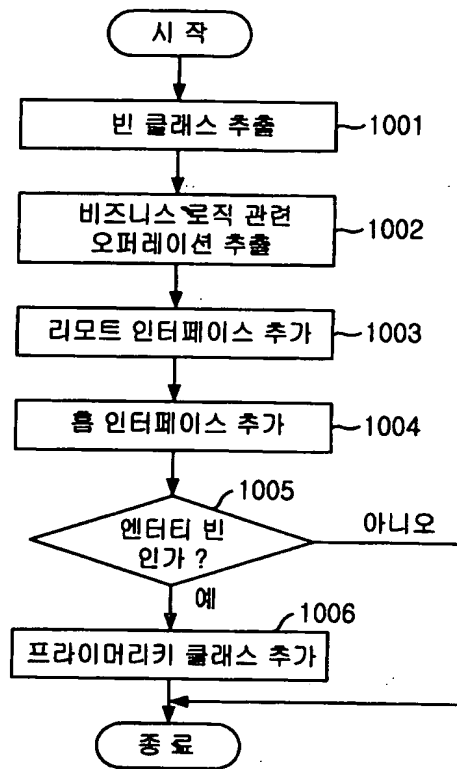 시작
빈 클래스 추출
1001
비즈니스 로직 관련
오퍼레이션 추출
1002
리모트 인터페이스 추가
1003
홈 인터페이스 추가
1004
1005
엔터티 빈
인가 ?
아니오
예
1006
프라이머리키 클래스 추가
종료